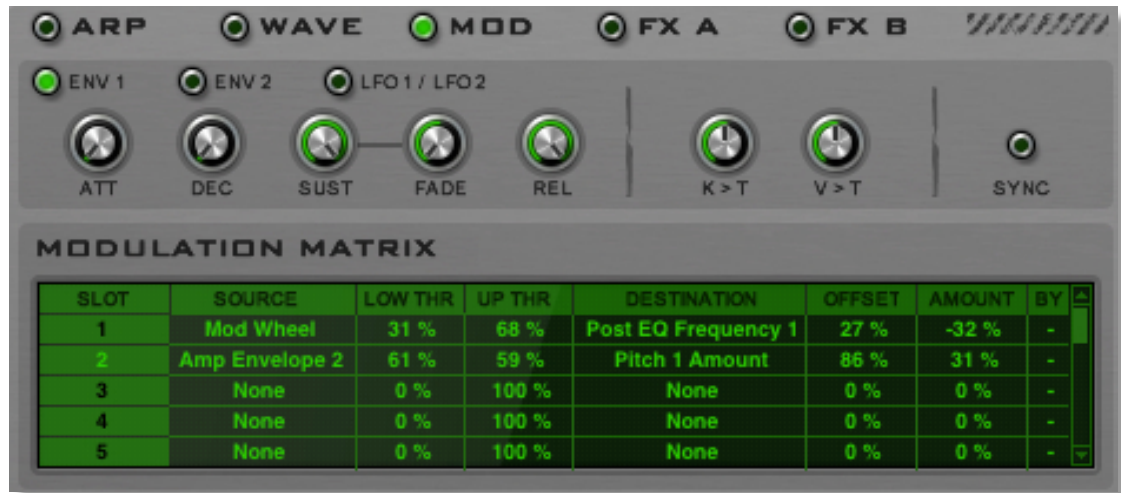 ARP WAVE MOD FX A FX B
ENV 1 ENV 2 LFO 1 / LFO 2
ATT DEC SUST FADE REL K > T V > T SYNC
MODULATION MATRIX
SLOT SOURCE LOW THR UP THR DESTINATION OFFSET AMOUNT BY
1 Mod Wheel 31 % 68 % Post EQ Frequency 1 27 % -32 % -
2 Amp Envelope 2 61 % 59 % Pitch 1 Amount 86 % 31 % -
3 None 0 % 100 % None 0 % 0 % -
4 None 0 % 100 % None 0 % 0 % -
5 None 0 % 100 % None 0 % 0 % -